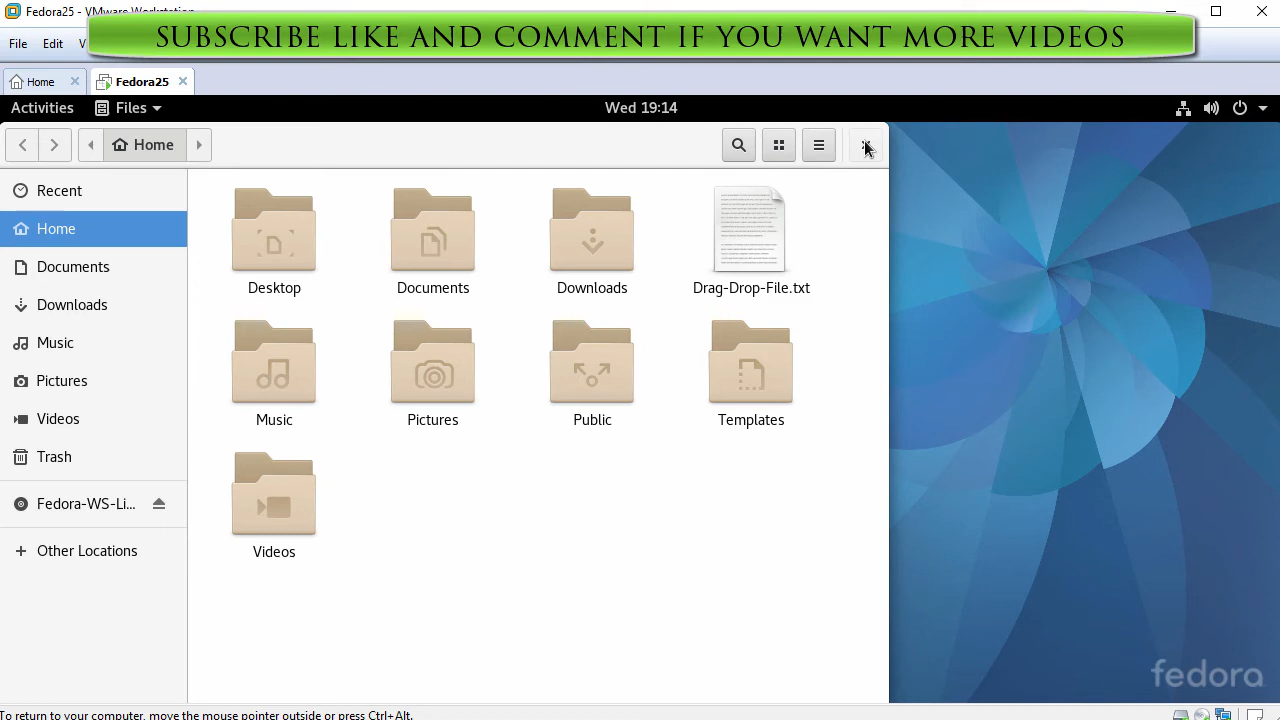 Fedora25 - VMware Workstation
SUBSCRIBE LIKE AND COMMENT IF YOU WANT MORE VIDEOS
File Edit V
Home
Fedora25
Activities Files Wed 19:14
Home
Recent
Home
Documents
Downloads
Music
Pictures
Videos
Trash
Fedora-WS-Li...
Other Locations
Desktop Documents Downloads Drag-Drop-File.txt
Music Pictures Public Templates
Videos
fedora
To return to your computer, move the mouse pointer outside or press Ctrl+Alt.